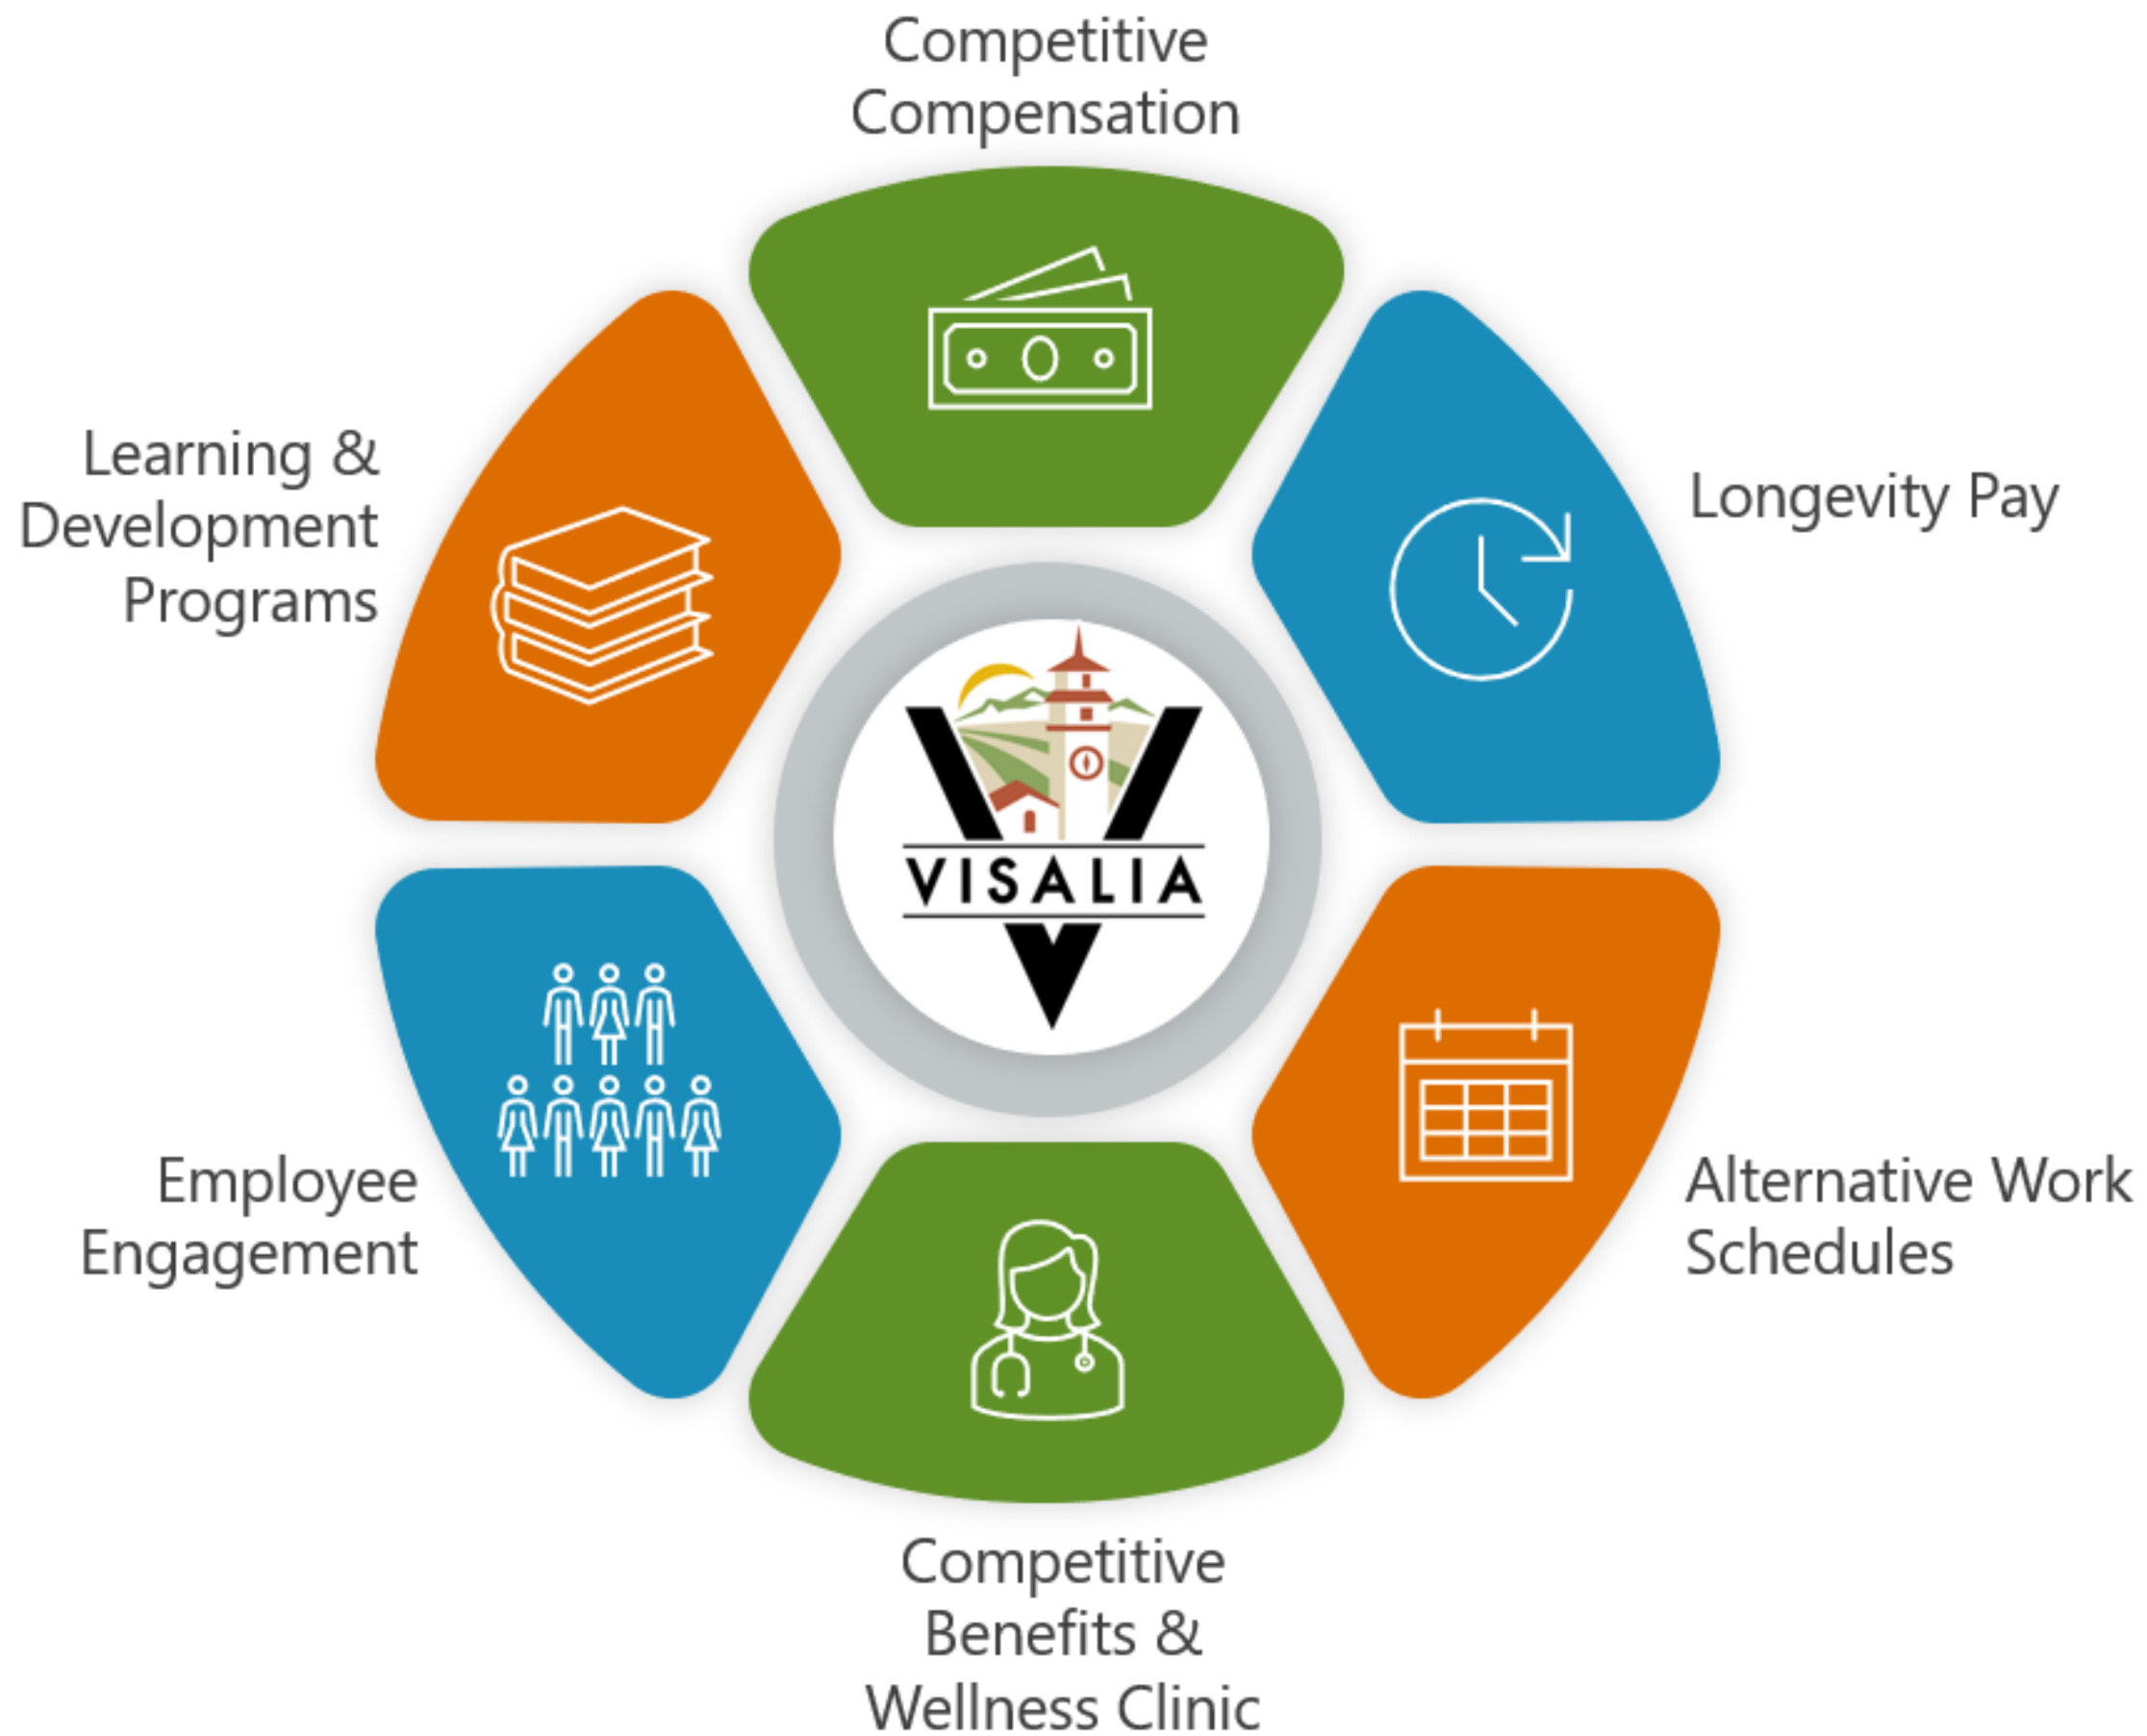 Competitive
Compensation
Learning &
Development
Programs
Longevity Pay
VISALIA
Employee
Engagement
Alternative Work
Schedules
Competitive
Benefits &
Wellness Clinic